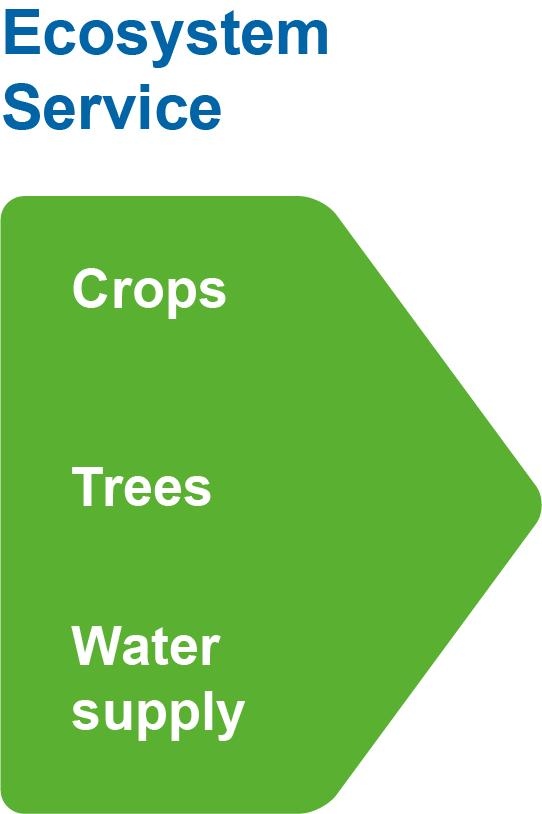 Ecosystem
Service
Crops
Trees
Water
supply